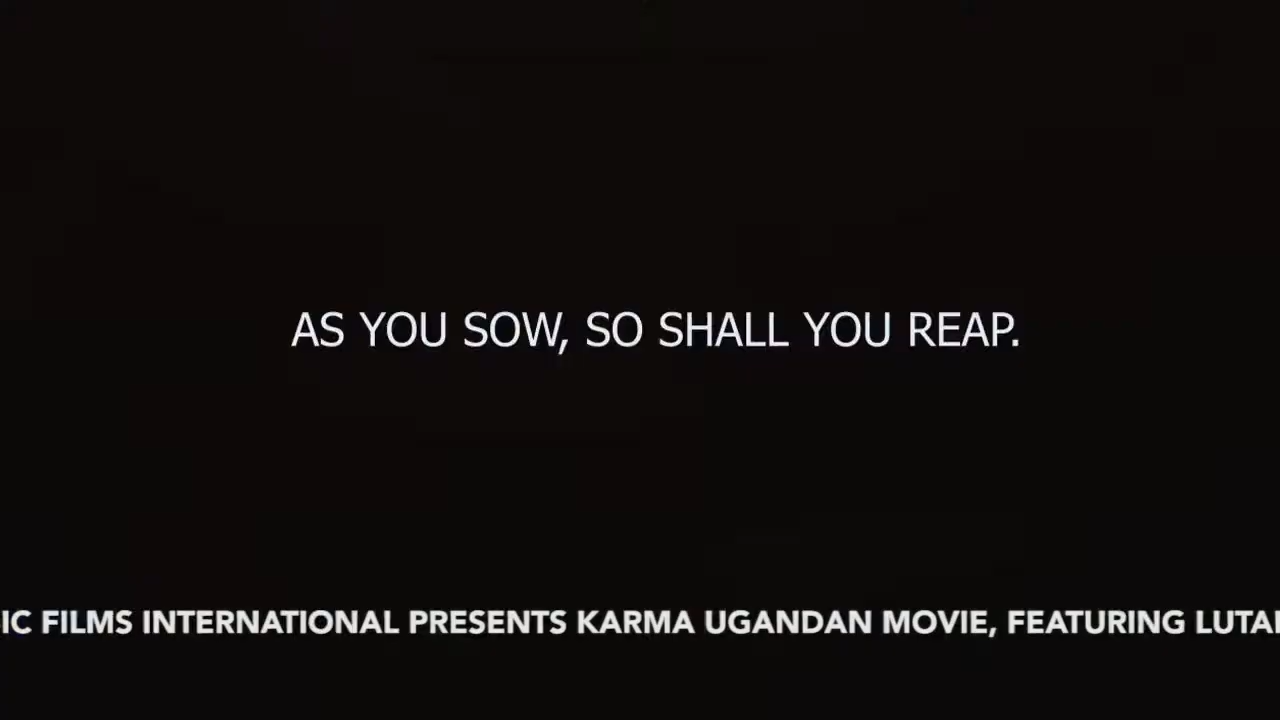 AS YOU SOW, SO SHALL YOU REAP.
FILMS INTERNATIONAL PRESENTS KARMA UGANDAN MOVIE, FEATURING